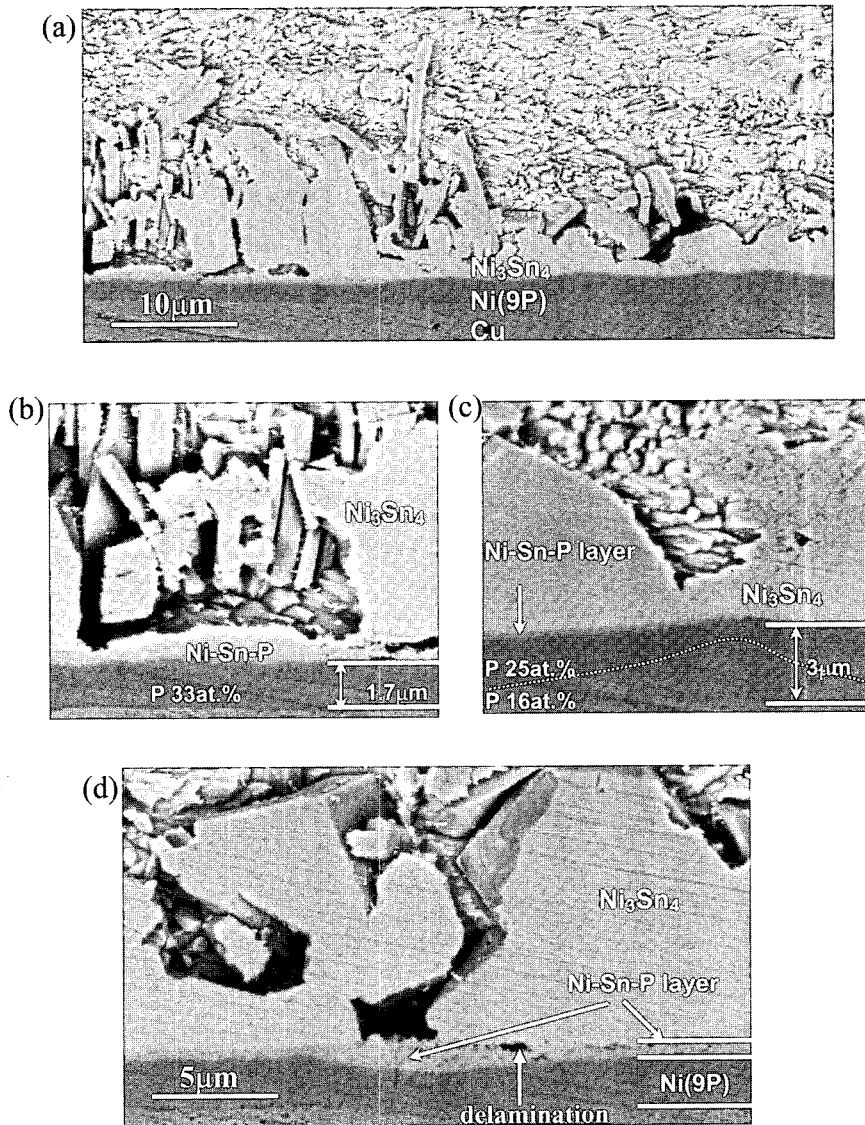 (a)
Ni₃Sn₄
Ni(9P)
Cu
10μm
(b)
Ni₃Sn₄
Ni-Sn-P
P 33at.%
1.7μm
(c)
Ni-Sn-P layer
Ni₃Sn₄
P 25at.%
P 16at.%
3μm
(d)
Ni₃Sn₄
Ni-Sn-P layer
Ni(9P)
5μm
delamination